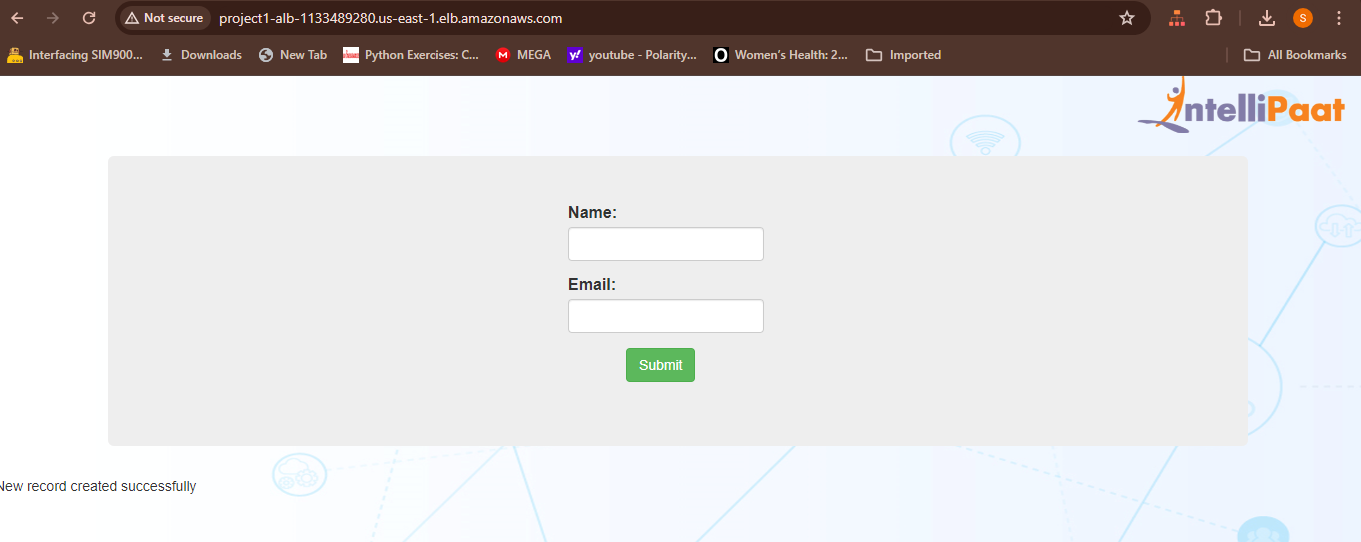 Not secure project1-alb-1133489280.us-east-1.elb.amazonaws.com S
Interfacing SIM900... Downloads New Tab Python Exercises: C... M MEGA y! youtube - Polarity... O Women's Health: 2... Imported All Bookmarks
IntelliPaat
Name:
Email:
Submit
New record created successfully